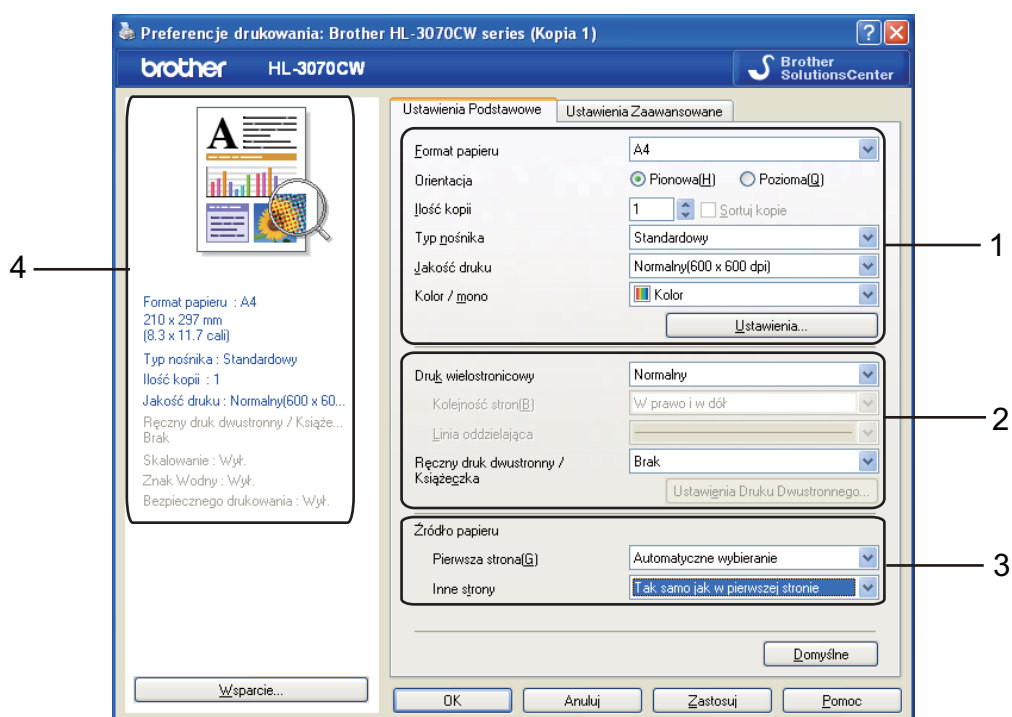 Preferencje drukowania: Brother HL-3070CW series (Kopia 1)
brother HL-3070CW
Brother
SolutionsCenter
A
Format papieru : A4
210 x 297 mm
(8.3 x 11.7 cali)
Typ nośnika : Standardowy
Ilość kopii : 1
Jakość druku : Normalny(600 x 60...
Ręczny druk dwustronny / Książe...
Brak
Skalowanie : Wył.
Znak Wodny : Wył.
Bezpiecznego drukowania : Wył.
Wsparcie...
4
Ustawienia Podstawowe Ustawienia Zaawansowane
Format papieru A4
Orientacja Pionowa(H) Pozioma(Q)
Ilość kopii 1 Sortuj kopie
Typ nośnika Standardowy
Jakość druku Normalny(600 x 600 dpi)
Kolor / mono Kolor
Ustawienia...
1
Druk wielostronicowy Normalny
Kolejność stron(B) W prawo i w dół
Linia oddzielająca
Ręczny druk dwustronny /
Książeczka Brak
Ustawienia Druku Dwustronnego...
2
Źródło papieru
Pierwsza strona(G) Automatyczne wybieranie
Inne strony Tak samo jak w pierwszej stronie
3
Domyślne
OK Anuluj Zastosuj Pomoc